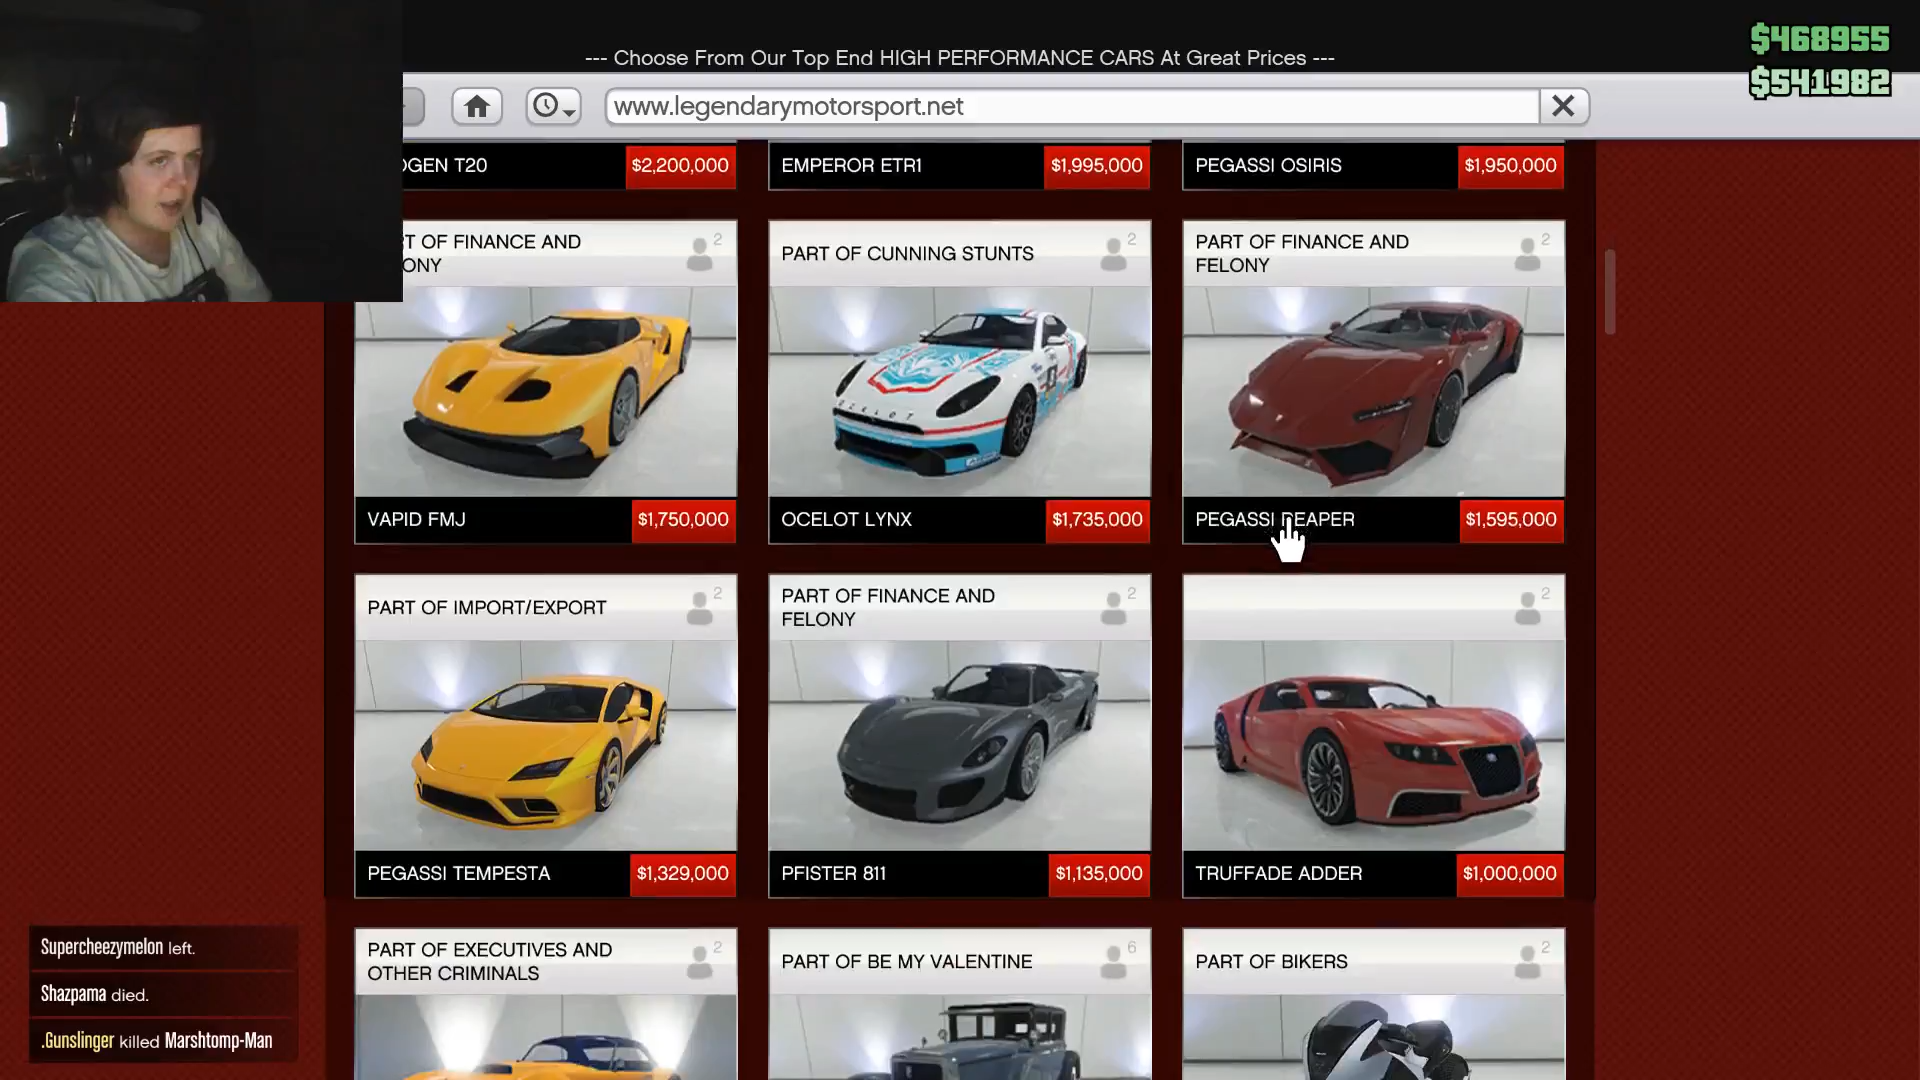 --- Choose From Our Top End HIGH PERFORMANCE CARS At Great Prices ---
$468955
$541982
www.legendarymotorsport.net
OGEN T20 $2,200,000
EMPEROR ETR1 $1,995,000
PEGASSI OSIRIS $1,950,000
T OF FINANCE AND
ONY
2
PART OF CUNNING STUNTS
2
PART OF FINANCE AND
FELONY
2
OCELOT
VAPID FMJ $1,750,000
OCELOT LYNX $1,735,000
PEGASSI REAPER $1,595,000
PART OF IMPORT/EXPORT
2
PART OF FINANCE AND
FELONY
2
2
PEGASSI TEMPESTA $1,329,000
PFISTER 811 $1,135,000
TRUFFADE ADDER $1,000,000
PART OF EXECUTIVES AND
OTHER CRIMINALS
2
PART OF BE MY VALENTINE
6
PART OF BIKERS
2
Supercheezymelon left.
Shazpama died.
.Gunslinger killed Marshtomp-Man